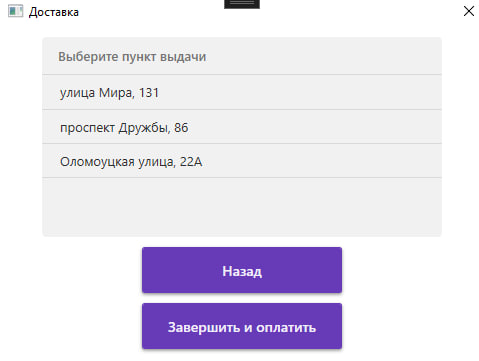 Доставка
Выберите пункт выдачи
улица Мира, 131
проспект Дружбы, 86
Оломоуцкая улица, 22А
Назад
Завершить и оплатить